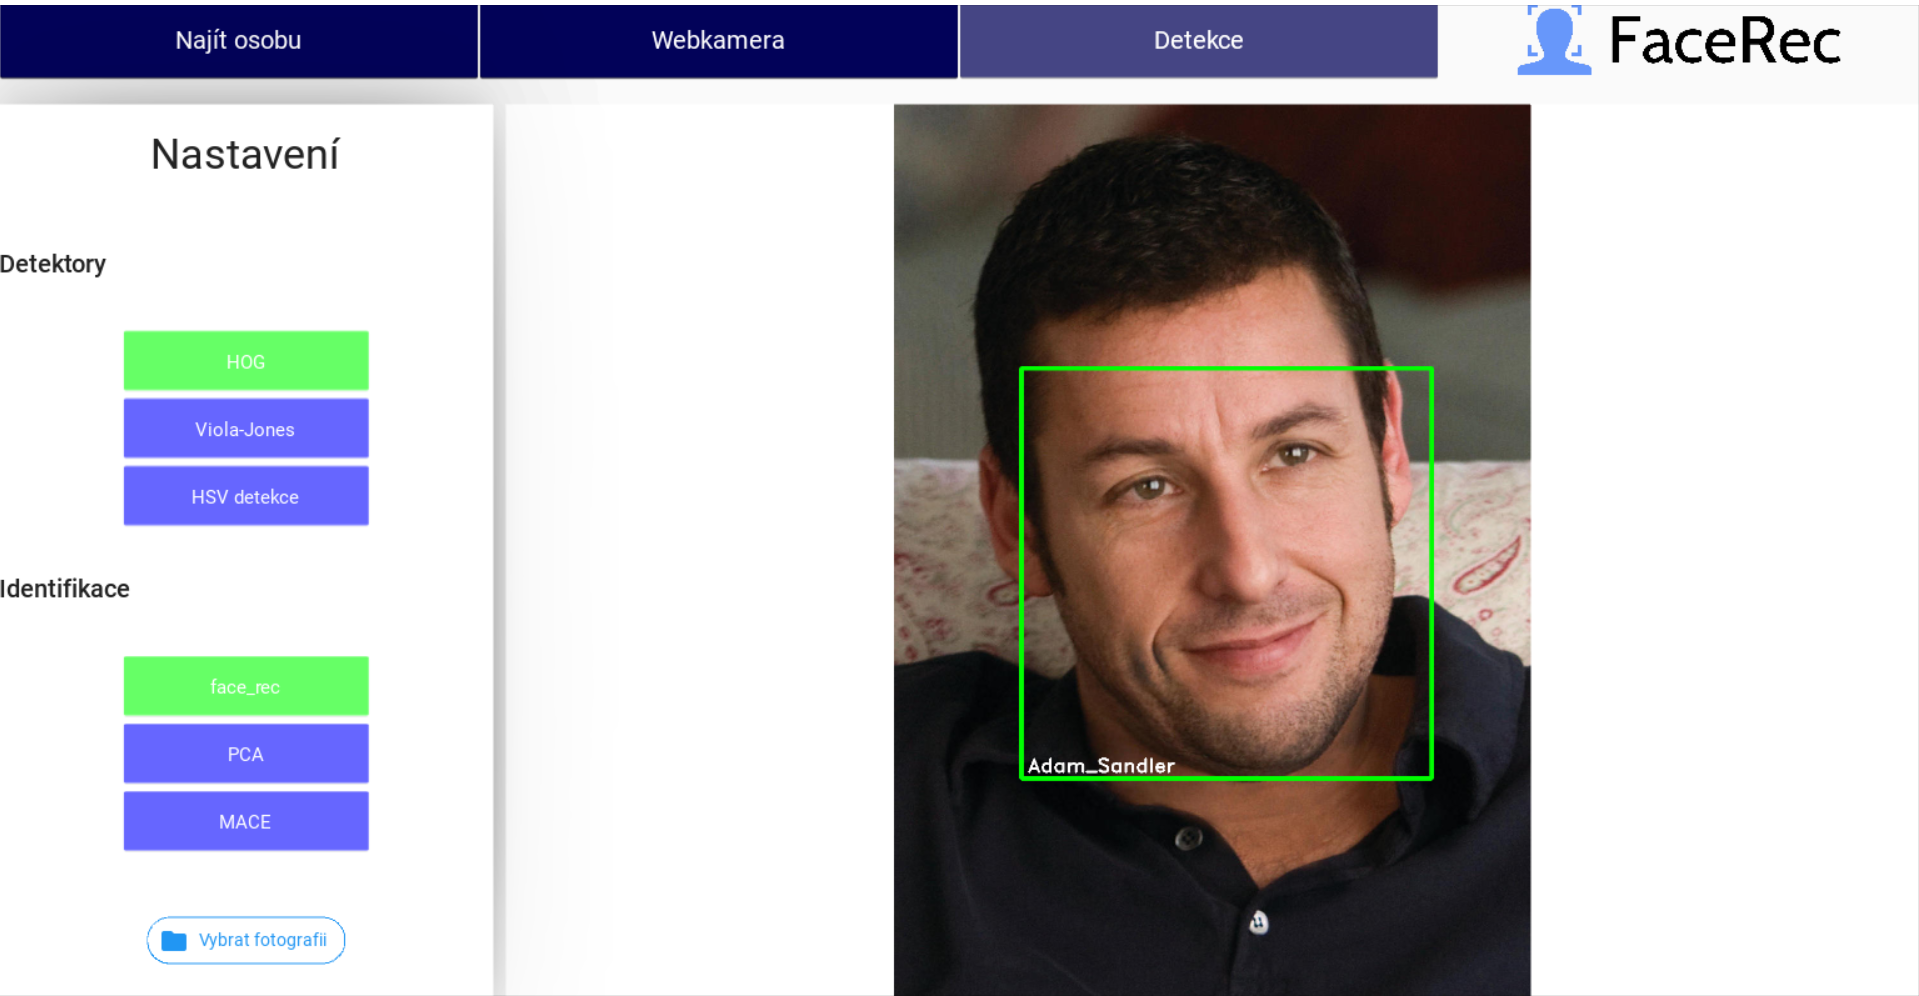 Najít osobu
Webkamera
Detekce
FaceRec
Nastavení
Detektory
HOG
Viola-Jones
HSV detekce
Identifikace
face_rec
PCA
MACE
Vybrat fotografii
Adam_Sandler